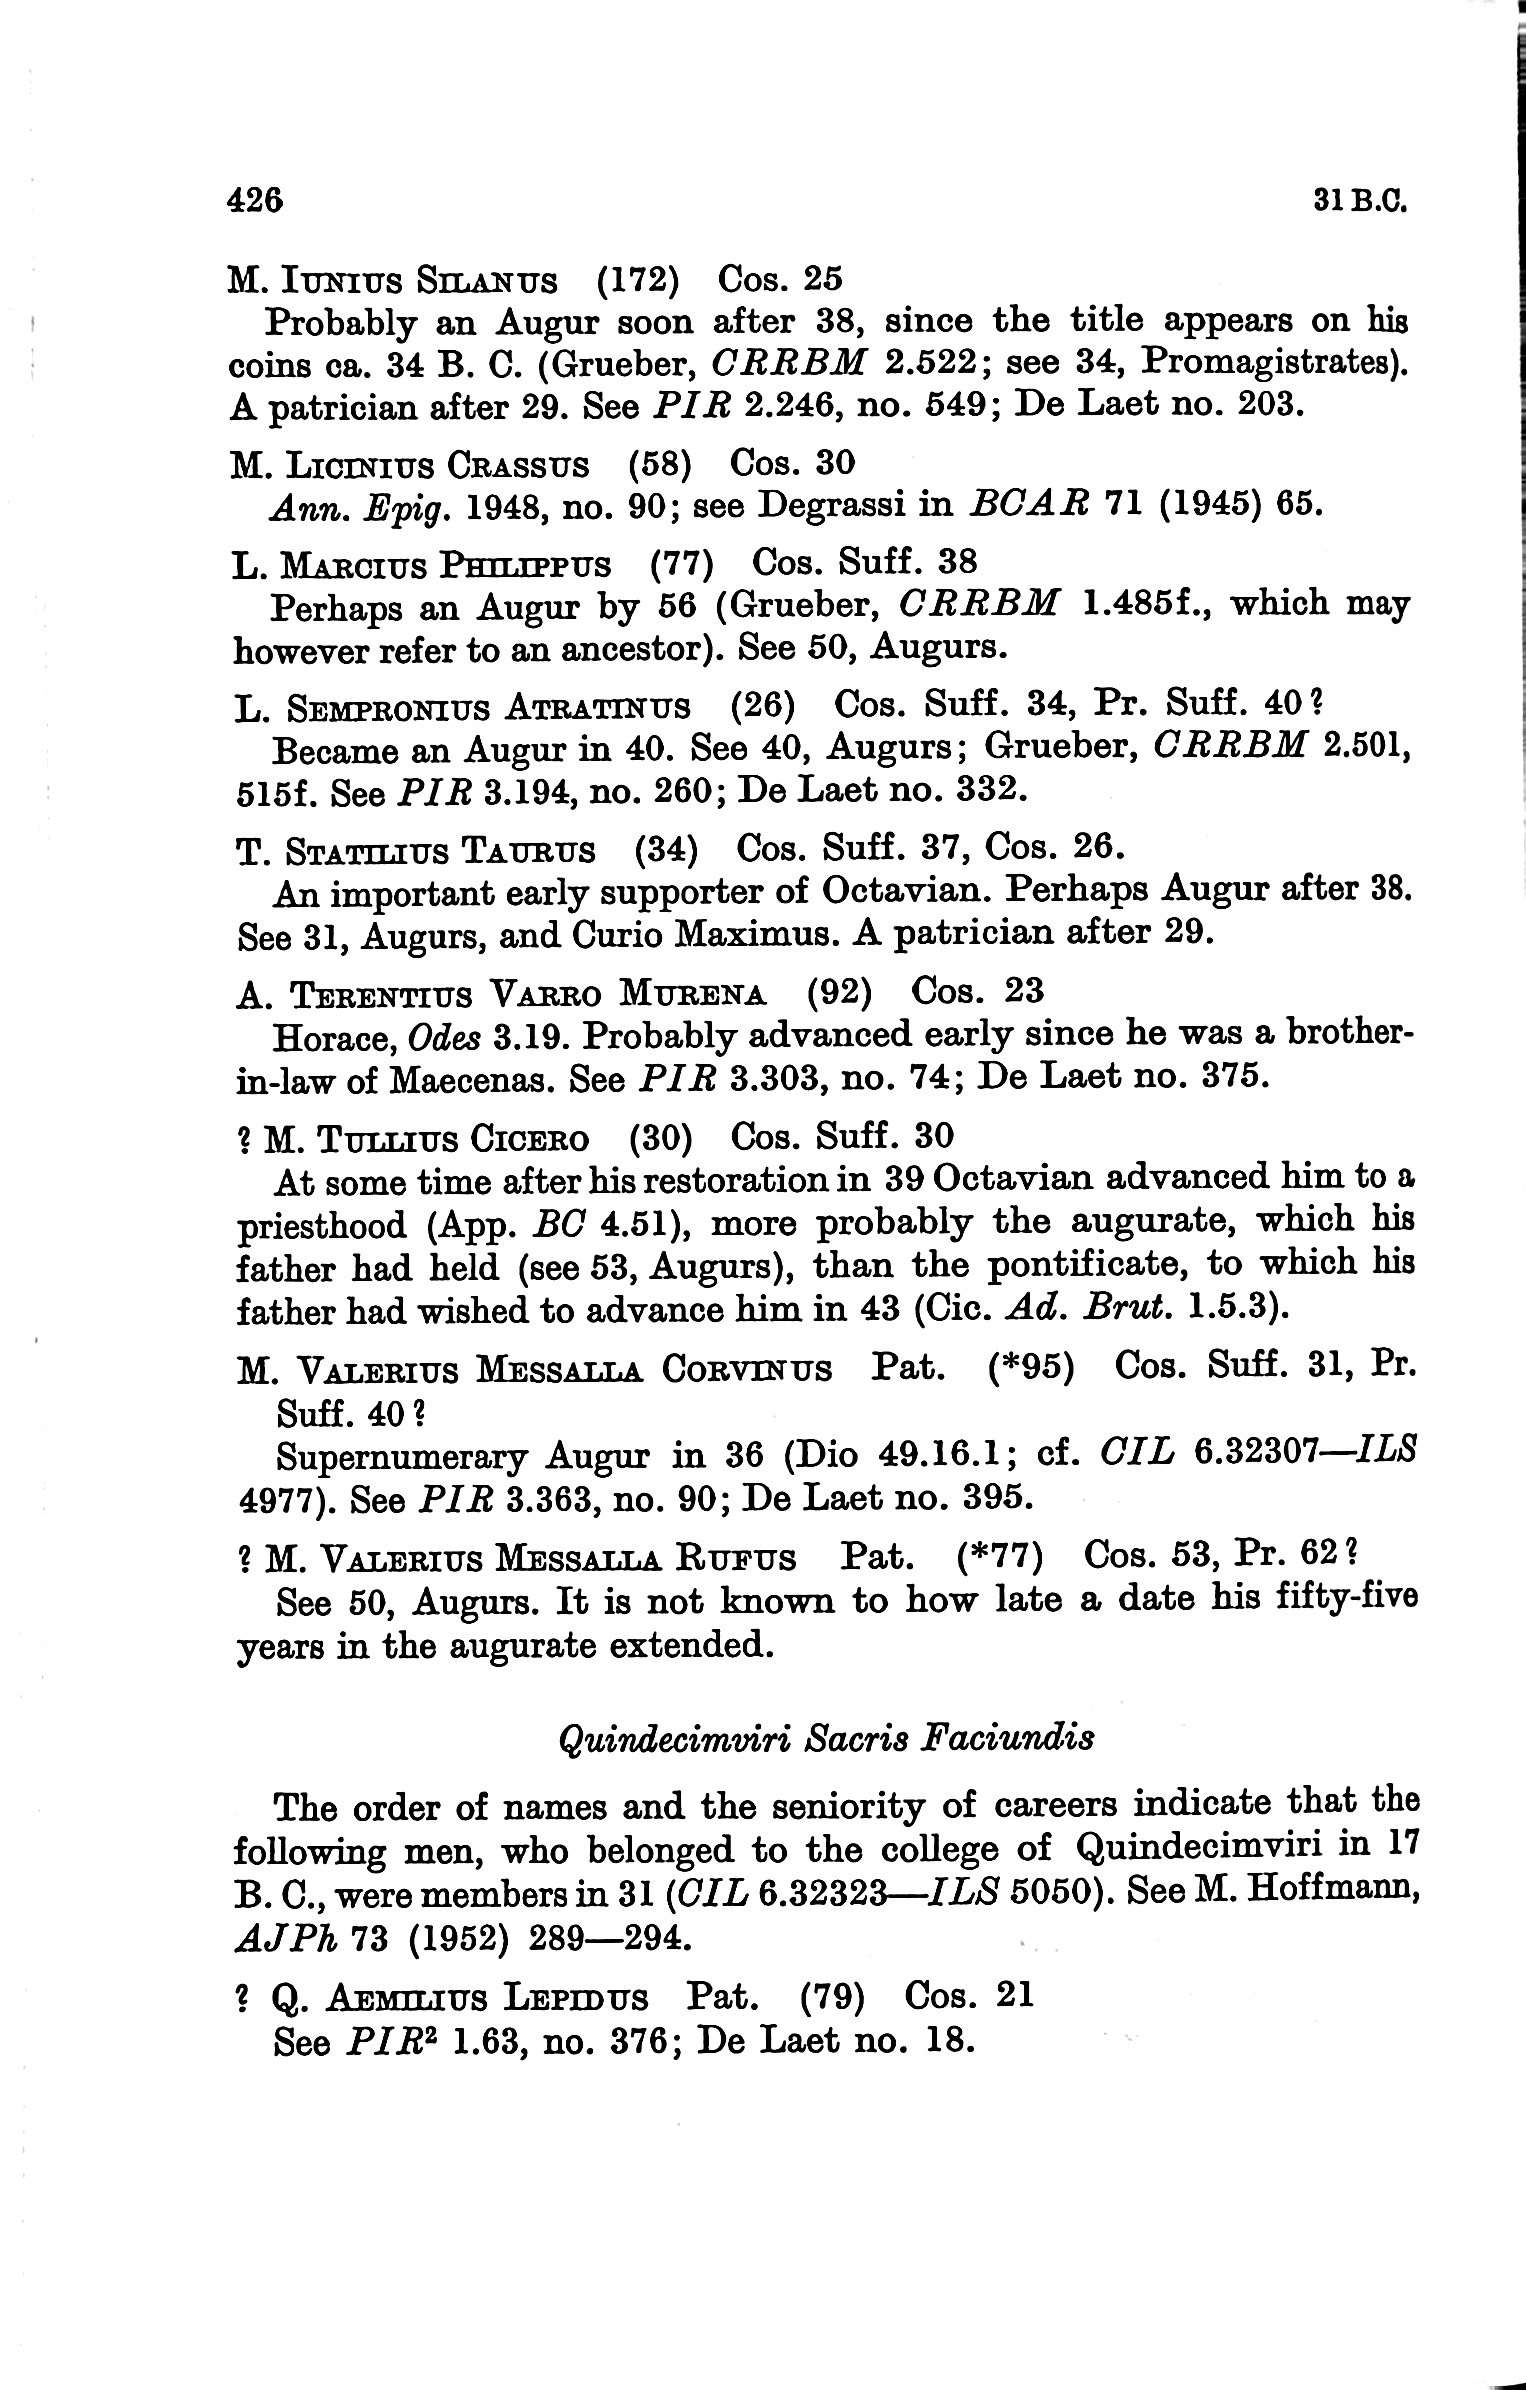 426 31 B.C.
M. Iunius Silanus (172) Cos. 25
Probably an Augur soon after 38, since the title appears on his
coins ca. 34 B. C. (Grueber, CRRBM 2.522; see 34, Promagistrates).
A patrician after 29. See PIR 2.246, no. 549; De Laet no. 203.
M. Licinius Crassus (58) Cos. 30
Ann. Epig. 1948, no. 90; see Degrassi in BCAR 71 (1945) 65.
L. Marcius Philippus (77) Cos. Suff. 38
Perhaps an Augur by 56 (Grueber, CRRBM 1.485f., which may
however refer to an ancestor). See 50, Augurs.
L. Sempronius Atratinus (26) Cos. Suff. 34, Pr. Suff. 40?
Became an Augur in 40. See 40, Augurs; Grueber, CRRBM 2.501,
515f. See PIR 3.194, no. 260; De Laet no. 332.
T. Statilius Taurus (34) Cos. Suff. 37, Cos. 26.
An important early supporter of Octavian. Perhaps Augur after 38.
See 31, Augurs, and Curio Maximus. A patrician after 29.
A. Terentius Varro Murena (92) Cos. 23
Horace, Odes 3.19. Probably advanced early since he was a brother-
in-law of Maecenas. See PIR 3.303, no. 74; De Laet no. 375.
? M. Tullius Cicero (30) Cos. Suff. 30
At some time after his restoration in 39 Octavian advanced him to a
priesthood (App. BC 4.51), more probably the augurate, which his
father had held (see 53, Augurs), than the pontificate, to which his
father had wished to advance him in 43 (Cic. Ad. Brut. 1.5.3).
M. Valerius Messalla Corvinus Pat. (*95) Cos. Suff. 31, Pr.
Suff. 40?
Supernumerary Augur in 36 (Dio 49.16.1; cf. CIL 6.32307—ILS
4977). See PIR 3.363, no. 90; De Laet no. 395.
? M. Valerius Messalla Rufus Pat. (*77) Cos. 53, Pr. 62?
See 50, Augurs. It is not known to how late a date his fifty-five
years in the augurate extended.
Quindecimviri Sacris Faciundis
The order of names and the seniority of careers indicate that the
following men, who belonged to the college of Quindecimviri in 17
B. C., were members in 31 (CIL 6.32323—ILS 5050). See M. Hoffmann,
AJPh 73 (1952) 289—294.
? Q. Aemilius Lepidus Pat. (79) Cos. 21
See PIR² 1.63, no. 376; De Laet no. 18.